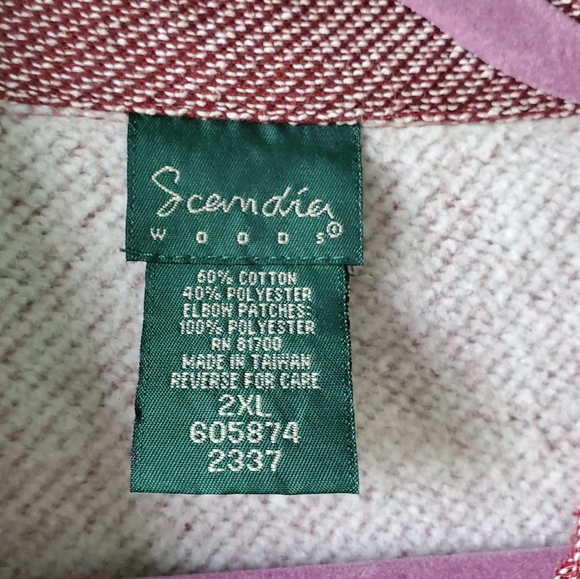 Scandia
WOODS®
60% COTTON
40% POLYESTER
ELBOW PATCHES:
100% POLYESTER
RN 81700
MADE IN TAIWAN
REVERSE FOR CARE
2XL
605874
2337